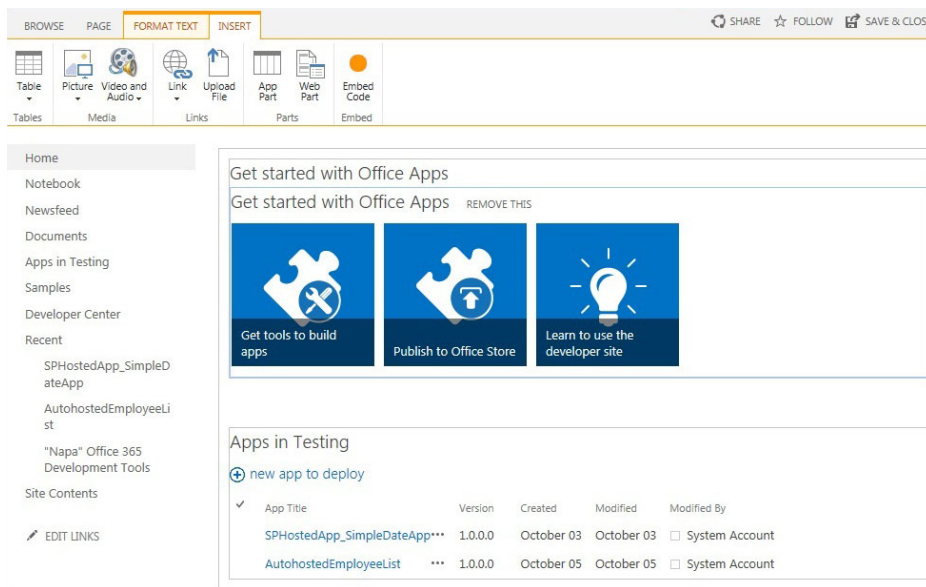 BROWSE PAGE FORMAT TEXT INSERT SHARE FOLLOW SAVE & CLOS
Table Picture Video and Audio Link Upload File App Part Web Part Embed Code
Tables Media Links Parts Embed
Home
Notebook
Newsfeed
Documents
Apps in Testing
Samples
Developer Center
Recent
SPHostedApp_SimpleD
ateApp
AutohostedEmployeeLi
st
"Napa" Office 365
Development Tools
Site Contents
EDIT LINKS
Get started with Office Apps
Get started with Office Apps REMOVE THIS
Get tools to build
apps
Publish to Office Store
Learn to use the
developer site
Apps in Testing
new app to deploy
App Title Version Created Modified Modified By
SPHostedApp_SimpleDateApp ••• 1.0.0.0 October 03 October 03 System Account
AutohostedEmployeeList ••• 1.0.0.0 October 05 October 05 System Account